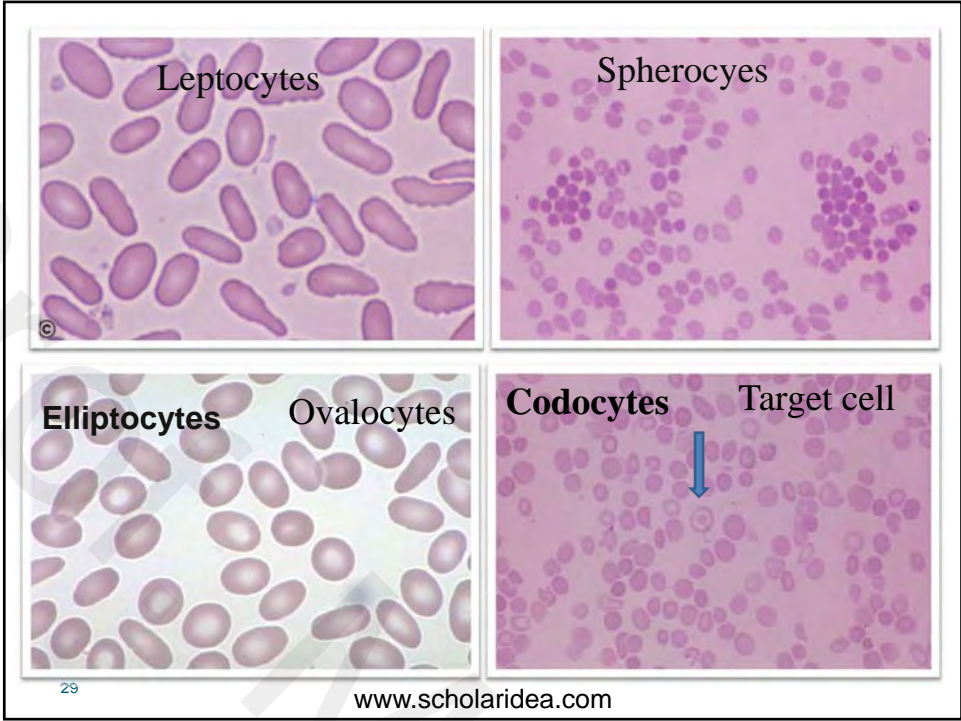 Leptocytes
Spherocyes
©
Elliptocytes Ovalocytes
Codocytes Target cell
29
www.scholaridea.com